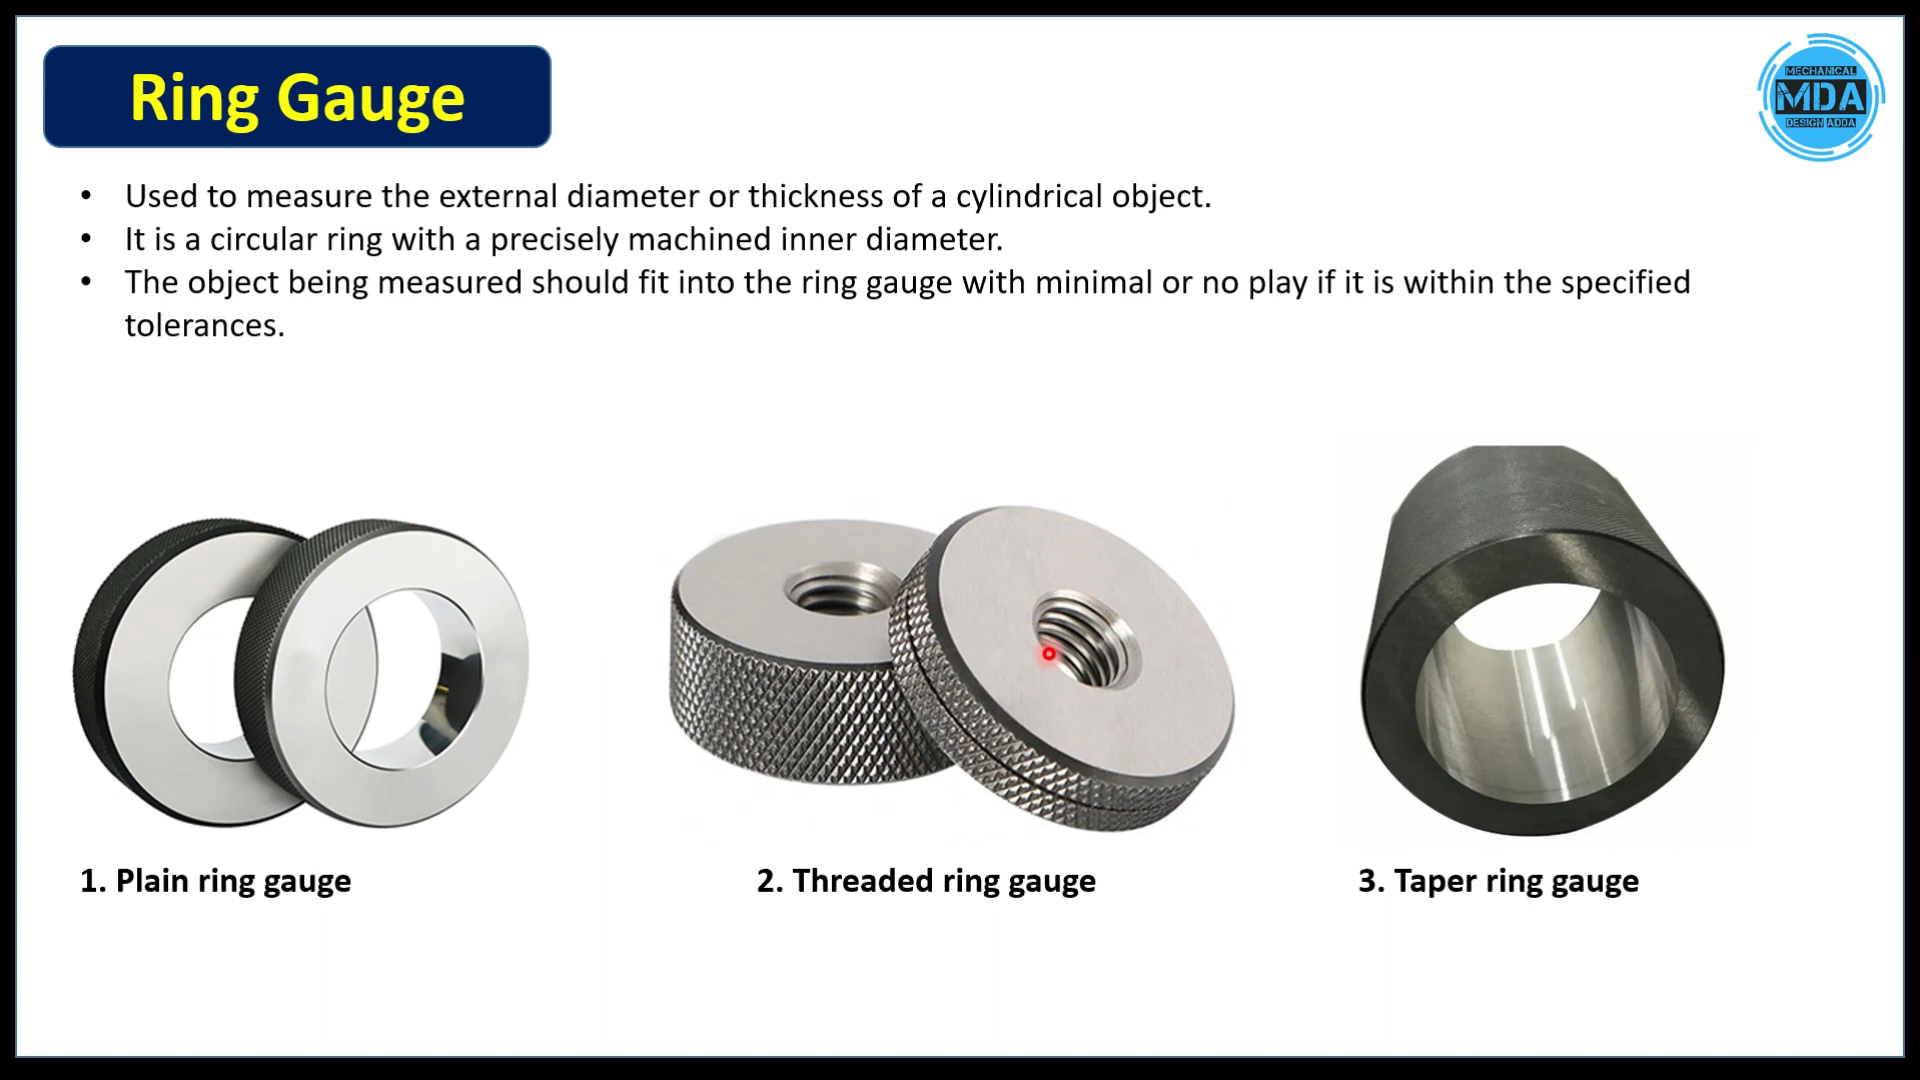 Ring Gauge
MECHANICAL
MDA
DESIGN ADDA
• Used to measure the external diameter or thickness of a cylindrical object.
• It is a circular ring with a precisely machined inner diameter.
• The object being measured should fit into the ring gauge with minimal or no play if it is within the specified
tolerances.
1. Plain ring gauge
2. Threaded ring gauge
3. Taper ring gauge